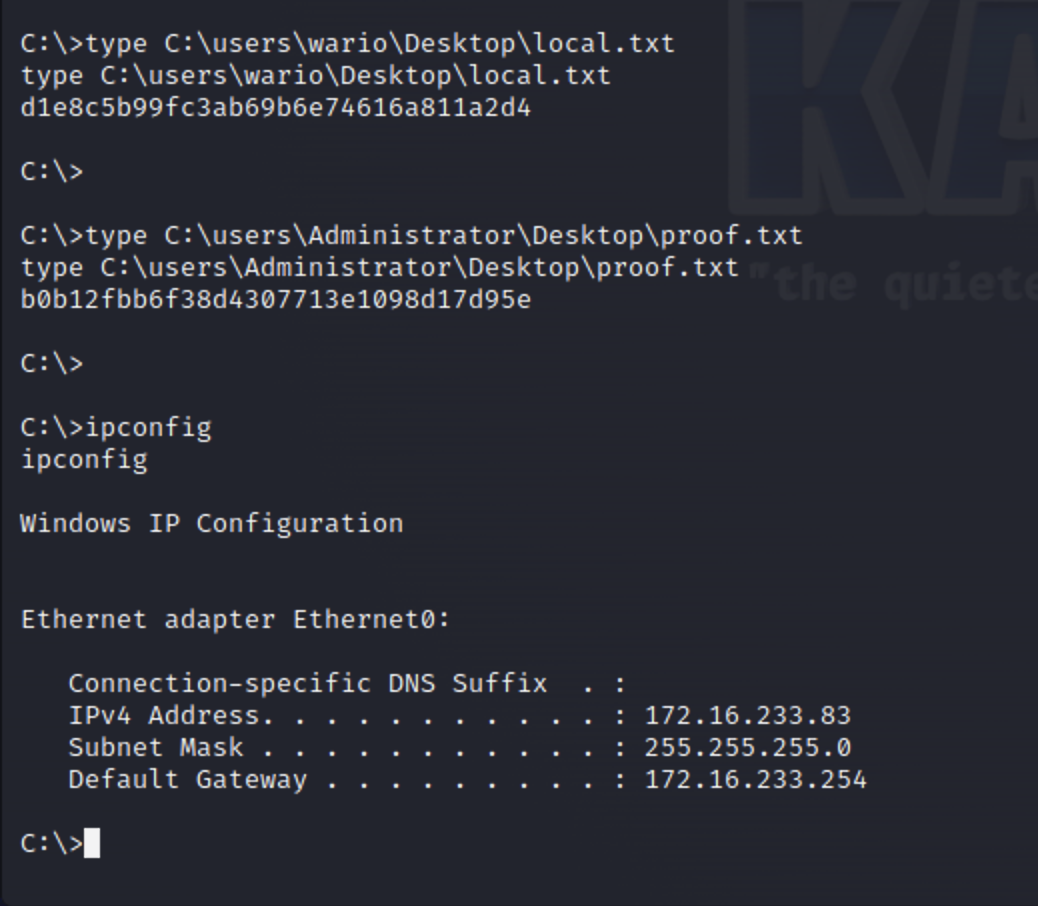 C:\>type C:\users\wario\Desktop\local.txt
type C:\users\wario\Desktop\local.txt
d1e8c5b99fc3ab69b6e74616a811a2d4
C:\>
C:\>type C:\users\Administrator\Desktop\proof.txt
type C:\users\Administrator\Desktop\proof.txt
b0b12fbb6f38d4307713e1098d17d95e
"the
C:\>
C:\>ipconfig
ipconfig
Windows IP Configuration
Ethernet adapter Ethernet0:
Connection-specific DNS Suffix  . :
IPv4 Address. . . . . . . . . . . : 172.16.233.83
Subnet Mask . . . . . . . . . . . : 255.255.255.0
Default Gateway . . . . . . . . . : 172.16.233.254
C:\>